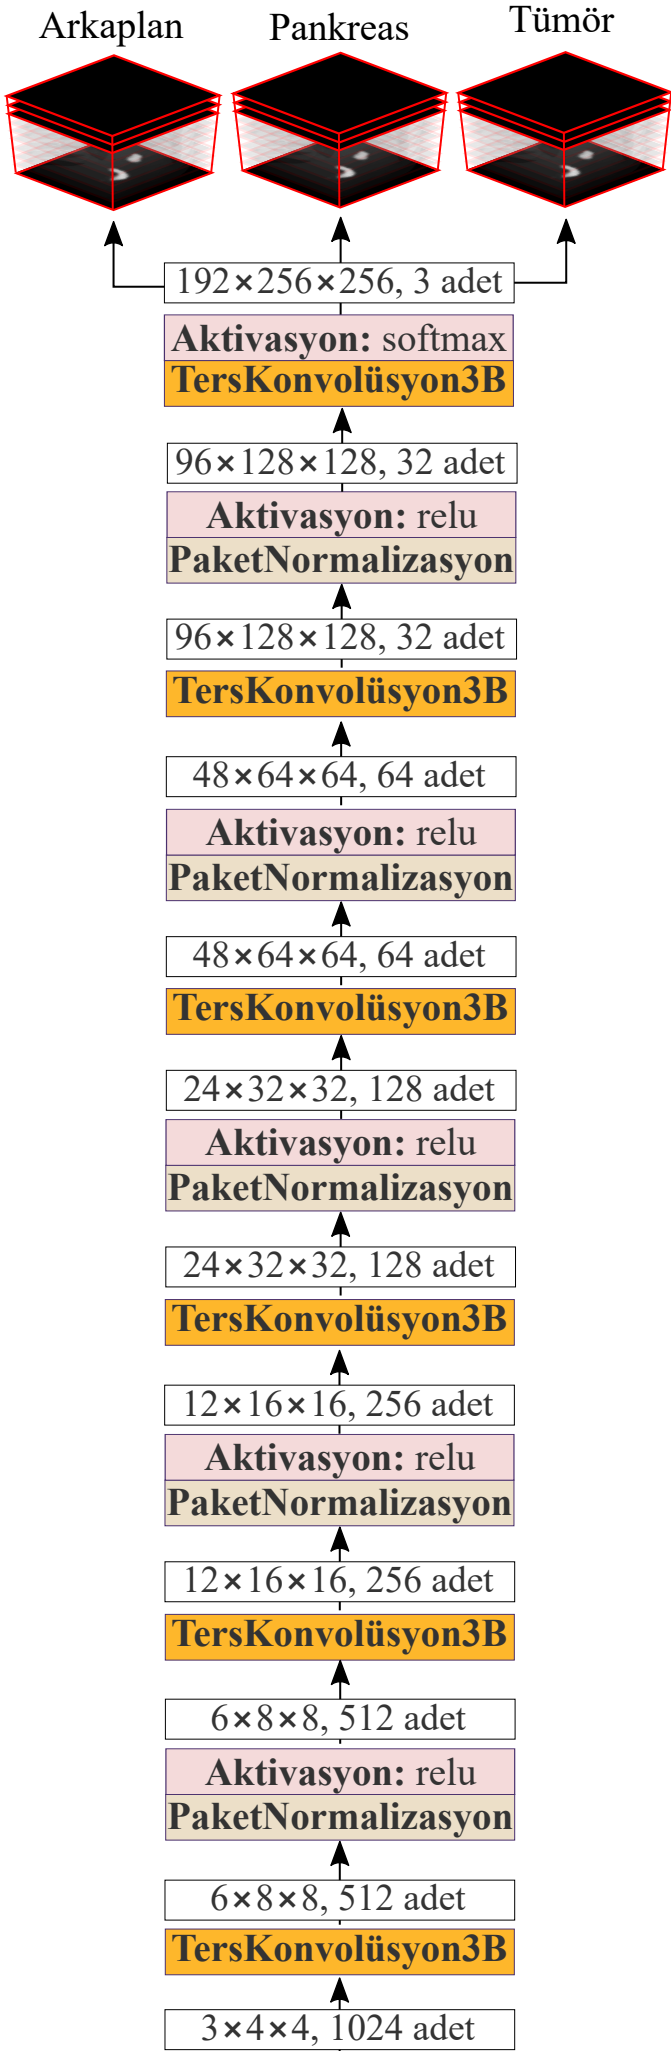 Arkaplan
Pankreas
Tümör
192×256×256, 3 adet
Aktivasyon: softmax
TersKonvolüsyon3B
96×128×128, 32 adet
Aktivasyon: relu
PaketNormalizasyon
96×128×128, 32 adet
TersKonvolüsyon3B
48×64×64, 64 adet
Aktivasyon: relu
PaketNormalizasyon
48×64×64, 64 adet
TersKonvolüsyon3B
24×32×32, 128 adet
Aktivasyon: relu
PaketNormalizasyon
24×32×32, 128 adet
TersKonvolüsyon3B
12×16×16, 256 adet
Aktivasyon: relu
PaketNormalizasyon
12×16×16, 256 adet
TersKonvolüsyon3B
6×8×8, 512 adet
Aktivasyon: relu
PaketNormalizasyon
6×8×8, 512 adet
TersKonvolüsyon3B
3×4×4, 1024 adet